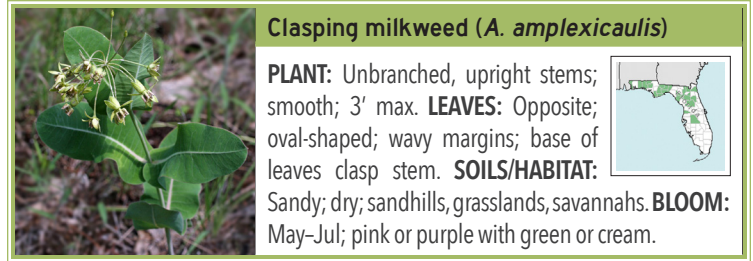 Clasping milkweed (A. amplexicaulis)
PLANT: Unbranched, upright stems;
smooth; 3' max. LEAVES: Opposite;
oval-shaped; wavy margins; base of
leaves clasp stem. SOILS/HABITAT:
Sandy; dry; sandhills, grasslands, savannahs. BLOOM:
May–Jul; pink or purple with green or cream.